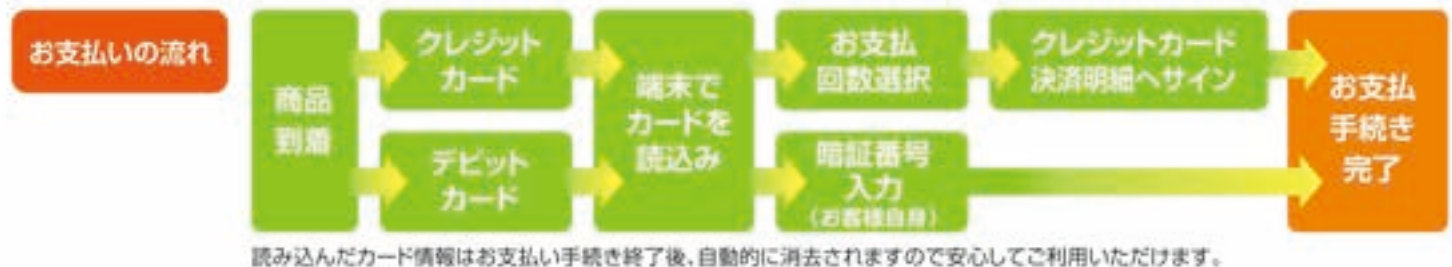 お支払いの流れ
商品
到着
クレジット
カード
デビット
カード
端末で
カードを
読込み
お支払
回数選択
クレジットカード
決済明細へサイン
暗証番号
入力
(お客様自身)
お支払
手続き
完了
読み込んだカード情報はお支払い手続き終了後、自動的に消去されますので安心してご利用いただけます。